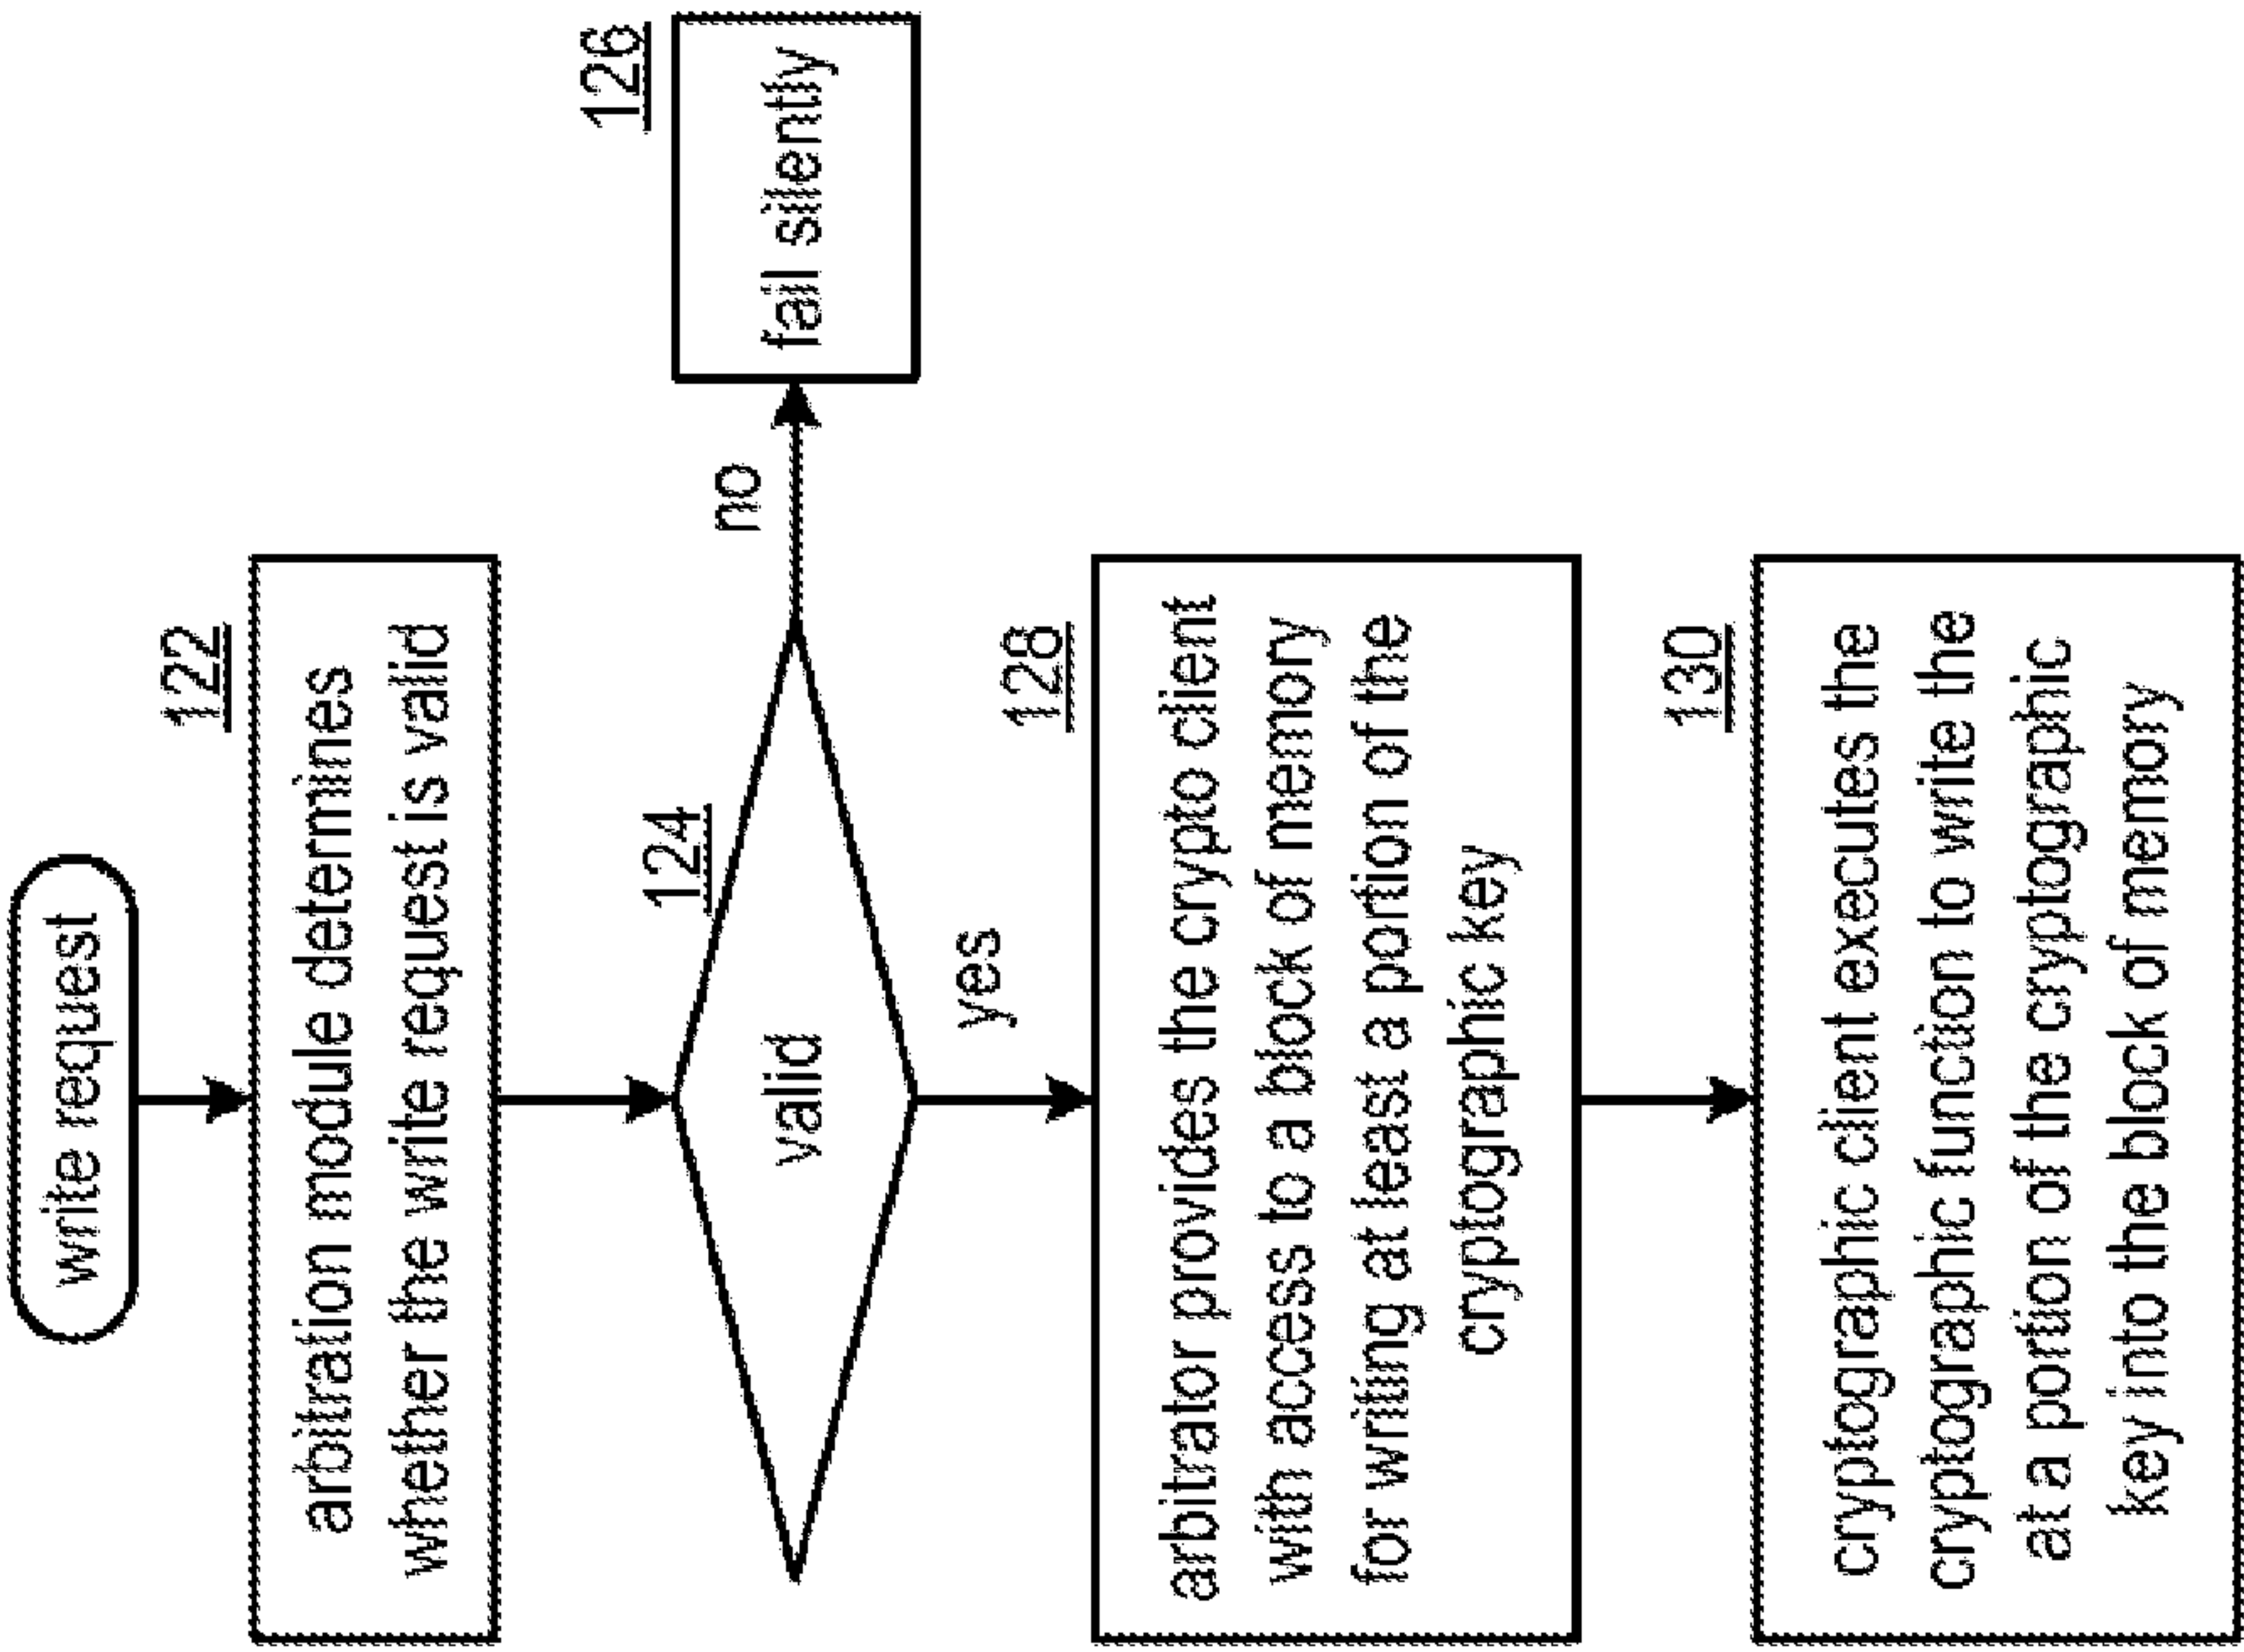 write request
122
arbitration module determines
whether the write request is valid
124
valid
no
126
fail silently
yes
128
arbitrator provides the crypto client
with access to a block of memory
for writing at least a portion of the
cryptographic key
130
cryptographic client executes the
cryptographic function to write the
at a portion of the cryptographic
key into the block of memory